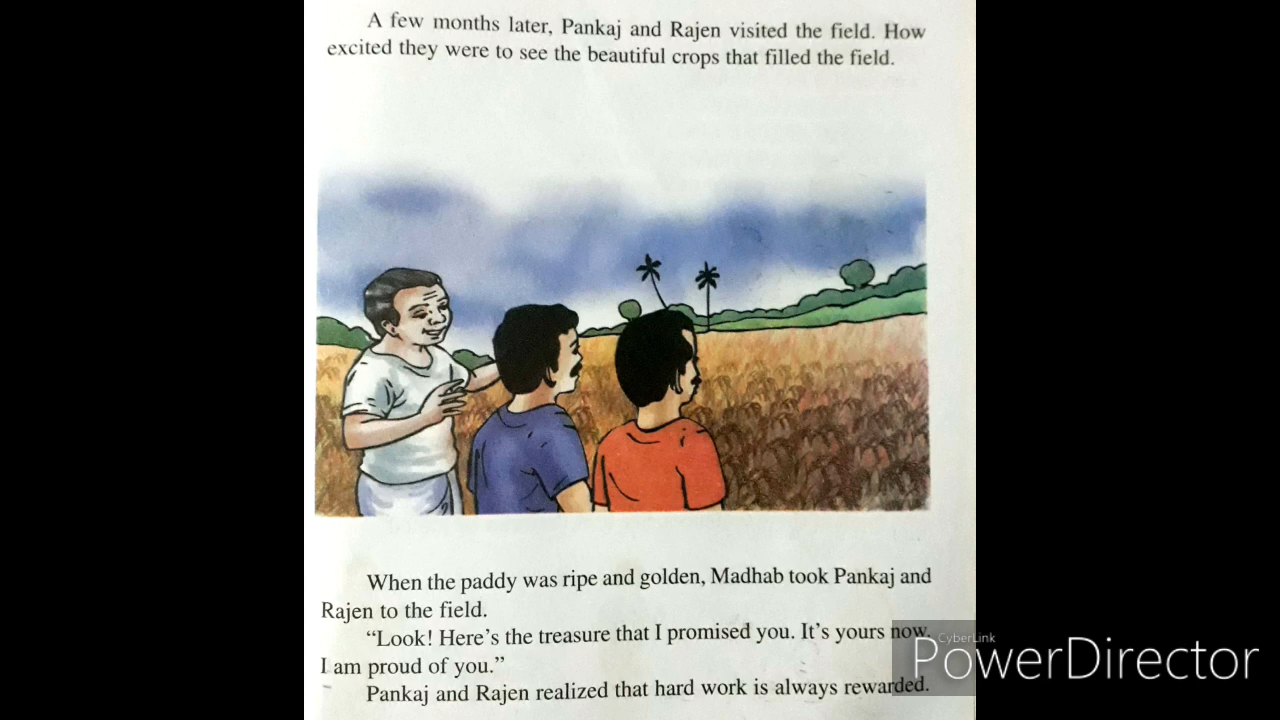 A few months later, Pankaj and Rajen visited the field. How
excited they were to see the beautiful crops that filled the field.
When the paddy was ripe and golden, Madhab took Pankaj and
Rajen to the field.
“Look! Here’s the treasure that I promised you. It’s yours now.
I am proud of you.”
Pankaj and Rajen realized that hard work is always rewarded.
CyberLink
PowerDirector